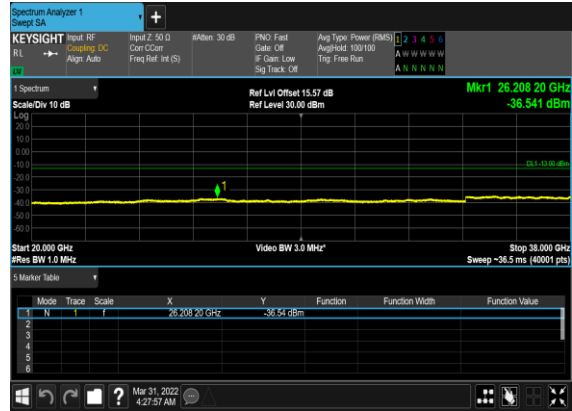 Spectrum Analyzer 1
Swept SA
+
KEYSIGHT Input: RF Input Z: 50 Ω #Atten: 30 dB PNO: Fast Avg Type: Power (RMS) 1 2 3 4 5 6
RL Coupling: DC Corr CCorr Gate: Off Avg|Hold: 100/100 A W W W W W
Align: Auto Freq Ref: Int (S) IF Gain: Low Trig: Free Run
Sig Track: Off A N N N N N
1 Spectrum Ref Lvl Offset 15.57 dB Mkr1 26.208 20 GHz
Scale/Div 10 dB Ref Level 30.00 dBm -36.541 dBm
Log
20.0
10.0
0.00
-10.0 DL1 -13.00 dBm
-20.0
-30.0 1
-40.0
-50.0
-60.0
Start 20.000 GHz Video BW 3.0 MHz* Stop 38.000 GHz
#Res BW 1.0 MHz Sweep ~36.5 ms (40001 pts)
5 Marker Table
Mode Trace Scale X Y Function Function Width Function Value
1 N 1 f 26.208 20 GHz -36.54 dBm
2
3
4
5
6
? Mar 31, 2022
4:27:57 AM